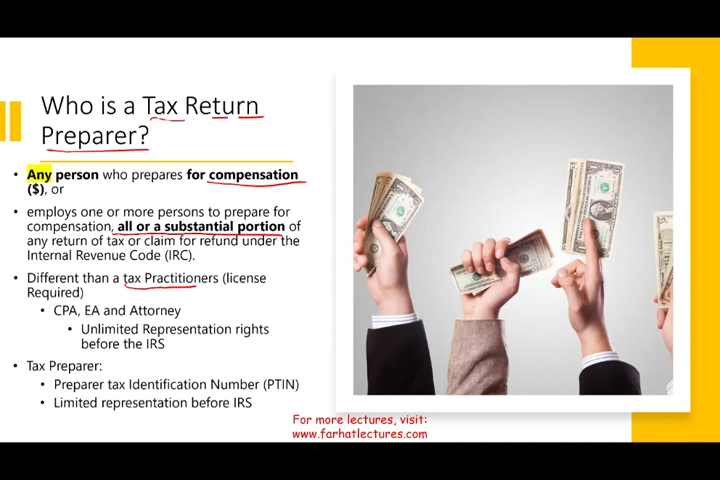 Who is a Tax Return
Preparer?
• Any person who prepares for compensation
($), or
• employs one or more persons to prepare for
compensation, all or a substantial portion of
any return of tax or claim for refund under the
Internal Revenue Code (IRC).
• Different than a tax Practitioners (license
Required)
• CPA, EA and Attorney
• Unlimited Representation rights
before the IRS
• Tax Preparer:
• Preparer tax Identification Number (PTIN)
• Limited representation before IRS
For more lectures, visit:
www.farhatlectures.com